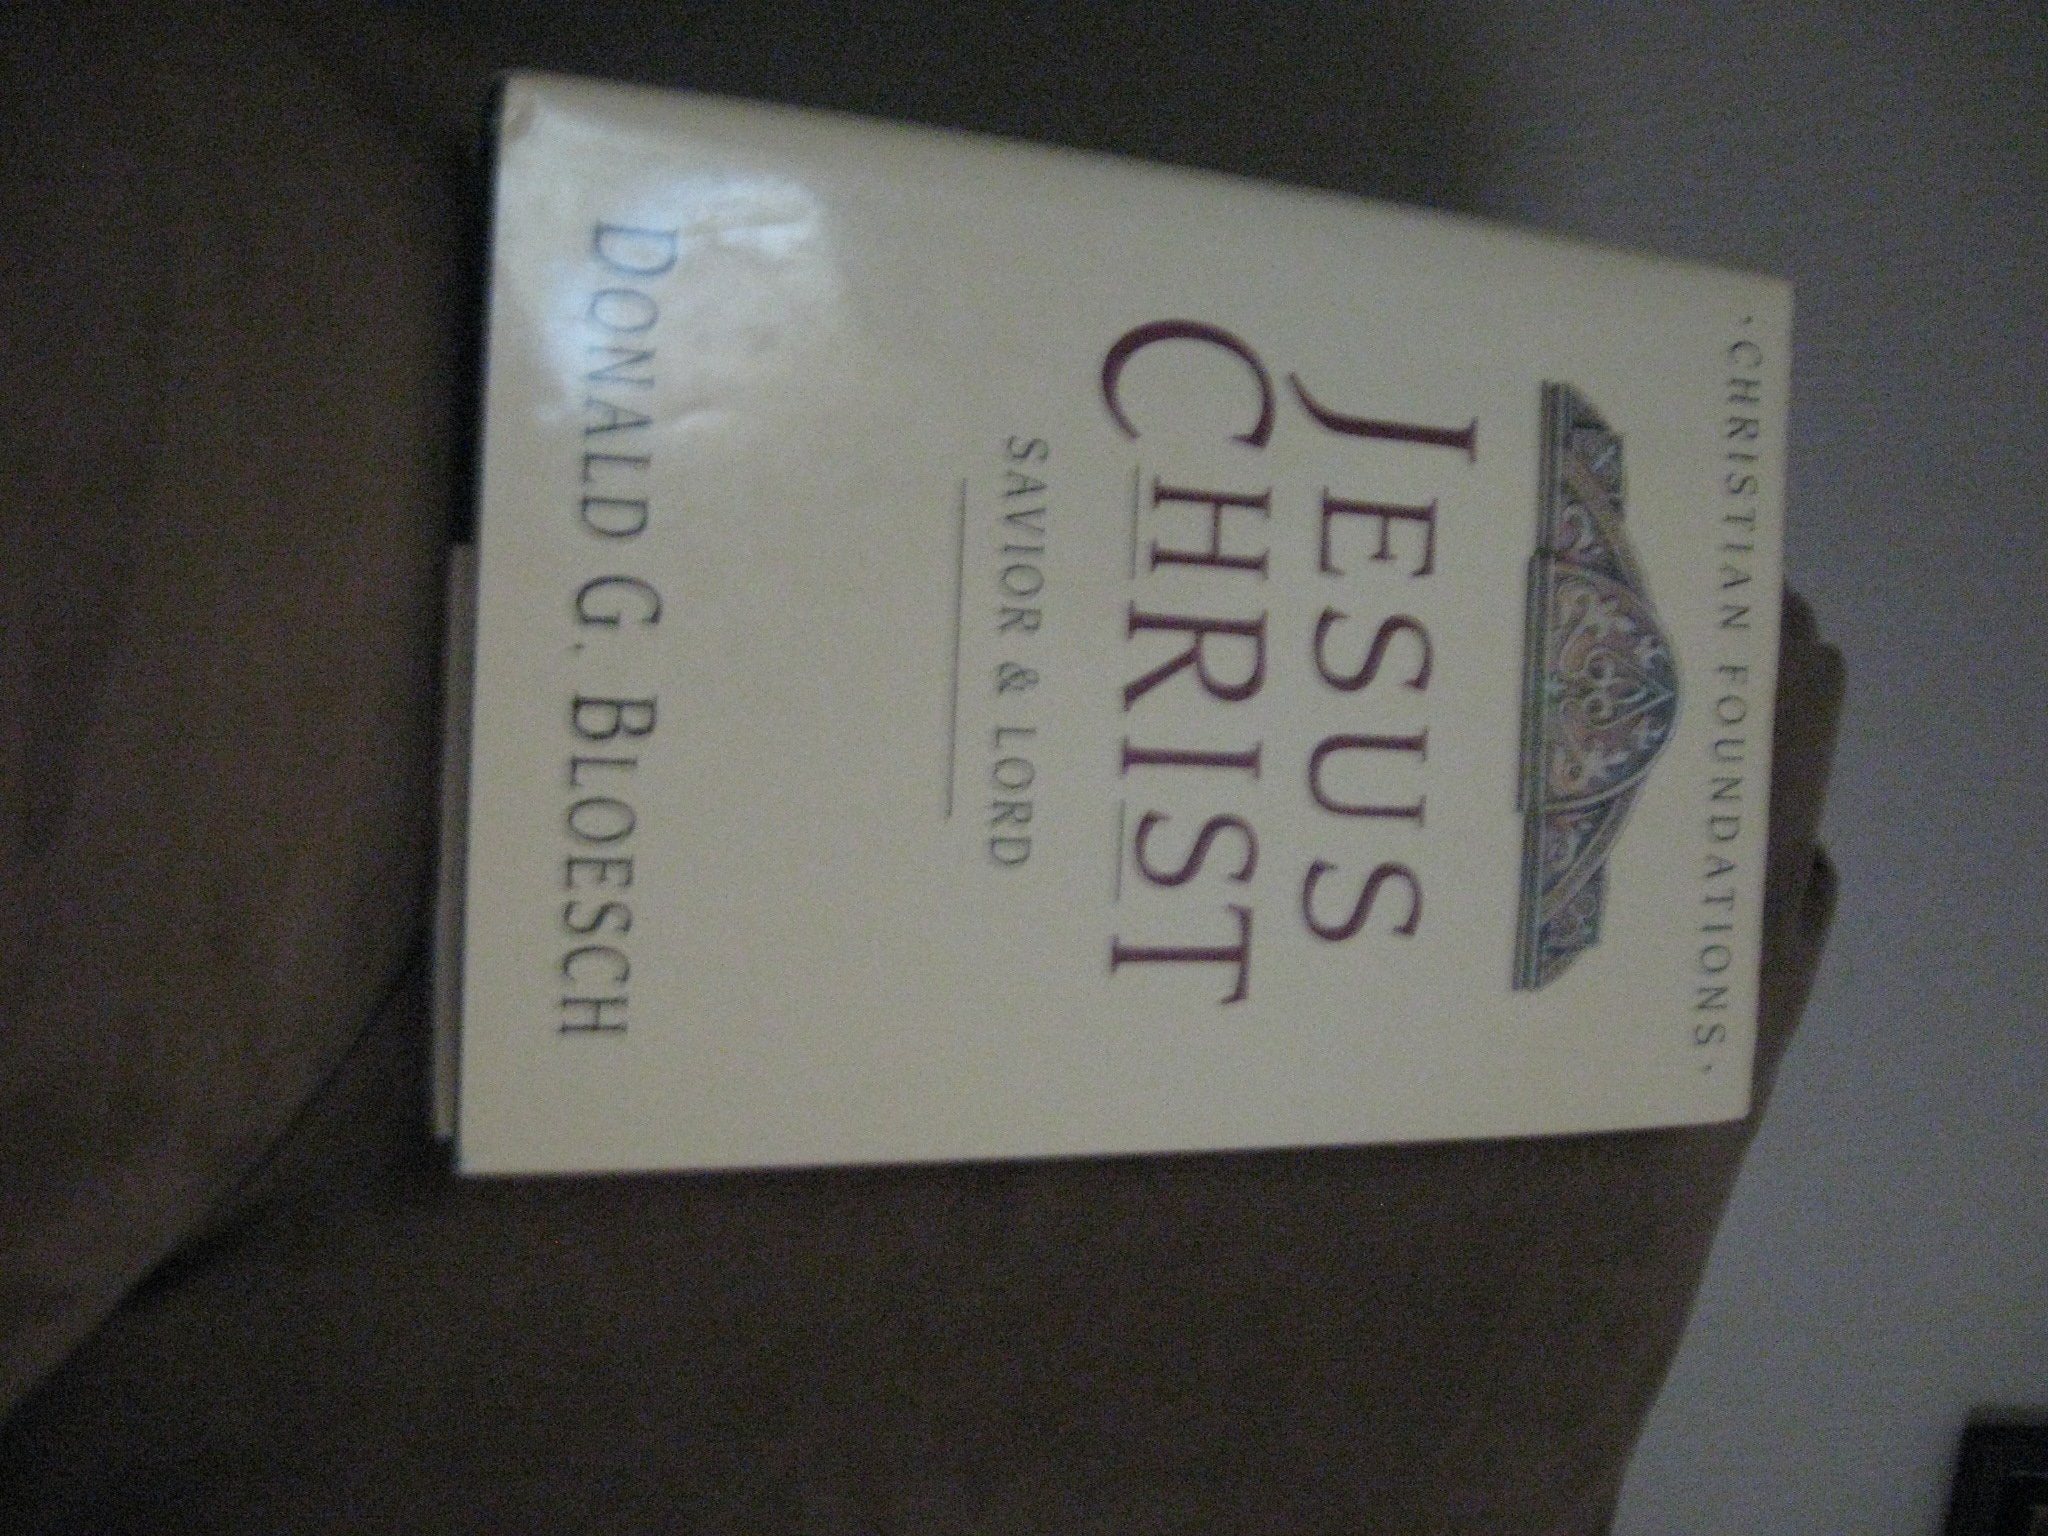 · CHRISTIAN FOUNDATIONS ·
JESUS
CHRIST
SAVIOR & LORD
DONALD G. BLOESCH